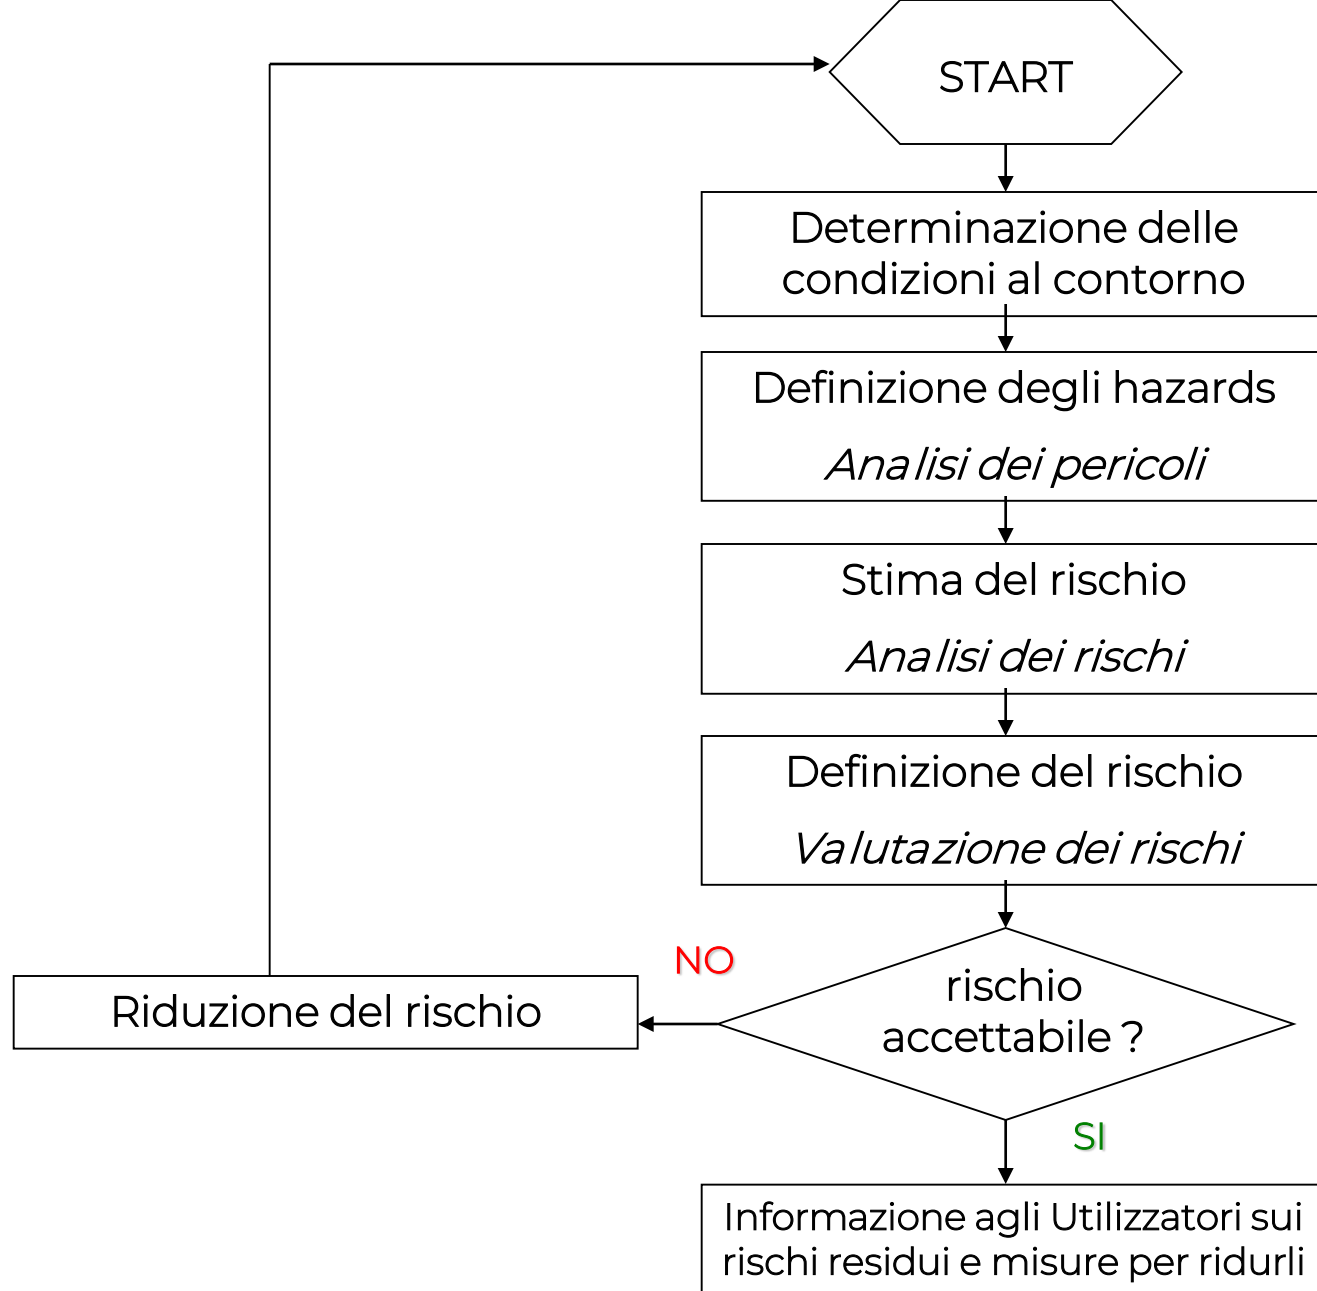 START
Determinazione delle
condizioni al contorno
Definizione degli hazards
Analisi dei pericoli
Stima del rischio
Analisi dei rischi
Definizione del rischio
Valutazione dei rischi
NO
rischio
accettabile ?
Riduzione del rischio
SI
Informazione agli Utilizzatori sui
rischi residui e misure per ridurli